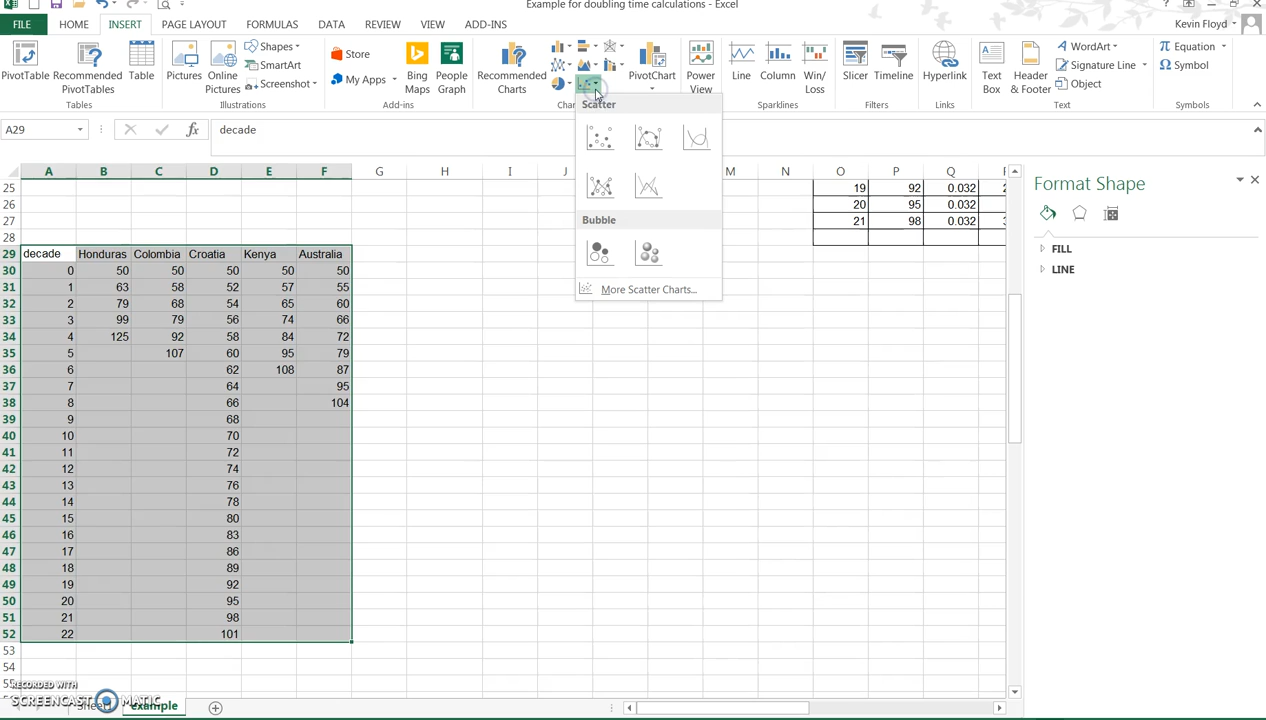 Example for doubling time calculations - Excel
FILE HOME INSERT PAGE LAYOUT FORMULAS DATA REVIEW VIEW ADD-INS
Kevin Floyd
PivotTable
Recommended PivotTables
Table
Tables
Pictures
Online Pictures
Shapes
SmartArt
Screenshot
Illustrations
Store
My Apps
Bing Maps
People Graph
Add-ins
Recommended Charts
PivotChart
Power View
Line
Column
Win/
Loss
Sparklines
Slicer
Timeline
Filters
Hyperlink
Links
Text Box
Header & Footer
WordArt
Signature Line
Object
Text
Equation
Symbol
Symbols
A29
fx
decade
Scatter
Bubble
More Scatter Charts...
A B C D E F G H I J M N O P Q
25 19 92 0.032
26 20 95 0.032
27 21 98 0.032
28
29 decade Honduras Colombia Croatia Kenya Australia
30 0 50 50 50 50 50
31 1 63 58 52 57 55
32 2 79 68 54 65 60
33 3 99 79 56 74 66
34 4 125 92 58 84 72
35 5 107 60 95 79
36 6 62 108 87
37 7 64 95
38 8 66 104
39 9 68
40 10 70
41 11 72
42 12 74
43 13 76
44 14 78
45 15 80
46 16 83
47 17 86
48 18 89
49 19 92
50 20 95
51 21 98
52 22 101
53
54
55
Format Shape
FILL
LINE
RECORDED WITH
SCREENCAST MATIC
example